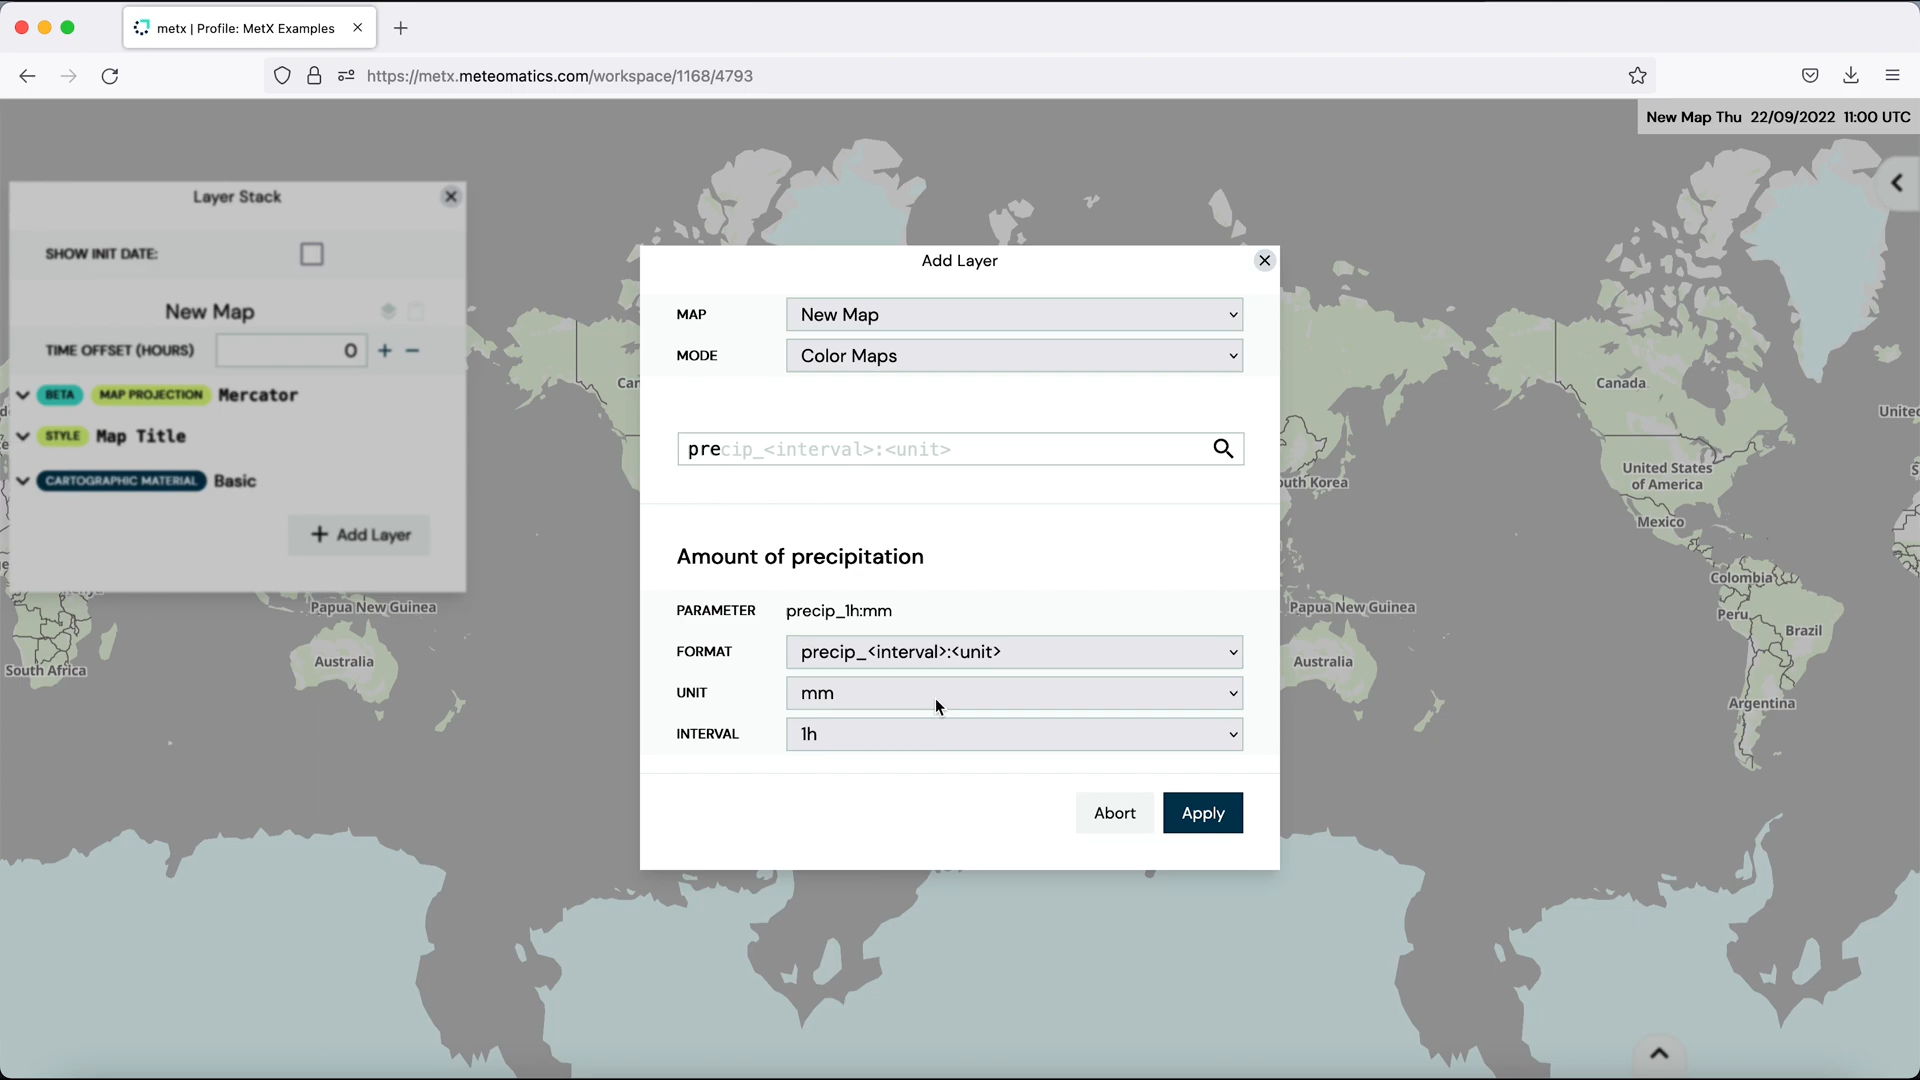 metx | Profile: MetX Examples
https://metx.meteomatics.com/workspace/1168/4793
New Map Thu 22/09/2022 11:00 UTC
Layer Stack
SHOW INIT DATE:
New Map
TIME OFFSET (HOURS) 0
BETA MAP PROJECTION Mercator
STYLE Map Title
CARTOGRAPHIC MATERIAL Basic
+ Add Layer
Add Layer
MAP New Map
MODE Color Maps
precip_<interval>:<unit>
Amount of precipitation
PARAMETER precip_1h:mm
FORMAT precip_<interval>:<unit>
UNIT mm
INTERVAL 1h
Abort Apply
Canada
United States
of America
Mexico
Colombia
Peru
Brazil
Argentina
Papua New Guinea
Australia
South Africa
Papua New Guinea
Australia